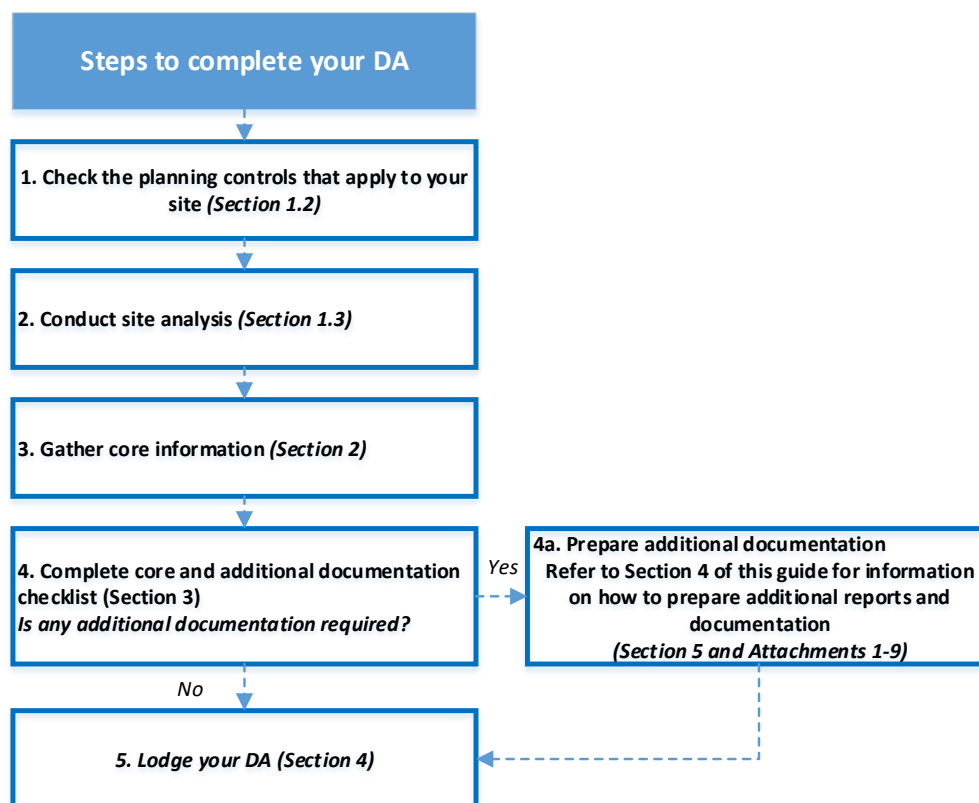 Steps to complete your DA
1. Check the planning controls that apply to your
site (Section 1.2)
2. Conduct site analysis (Section 1.3)
3. Gather core information (Section 2)
4. Complete core and additional documentation
checklist (Section 3)
Is any additional documentation required?
Yes
4a. Prepare additional documentation
Refer to Section 4 of this guide for information
on how to prepare additional reports and
documentation
(Section 5 and Attachments 1-9)
No
5. Lodge your DA (Section 4)